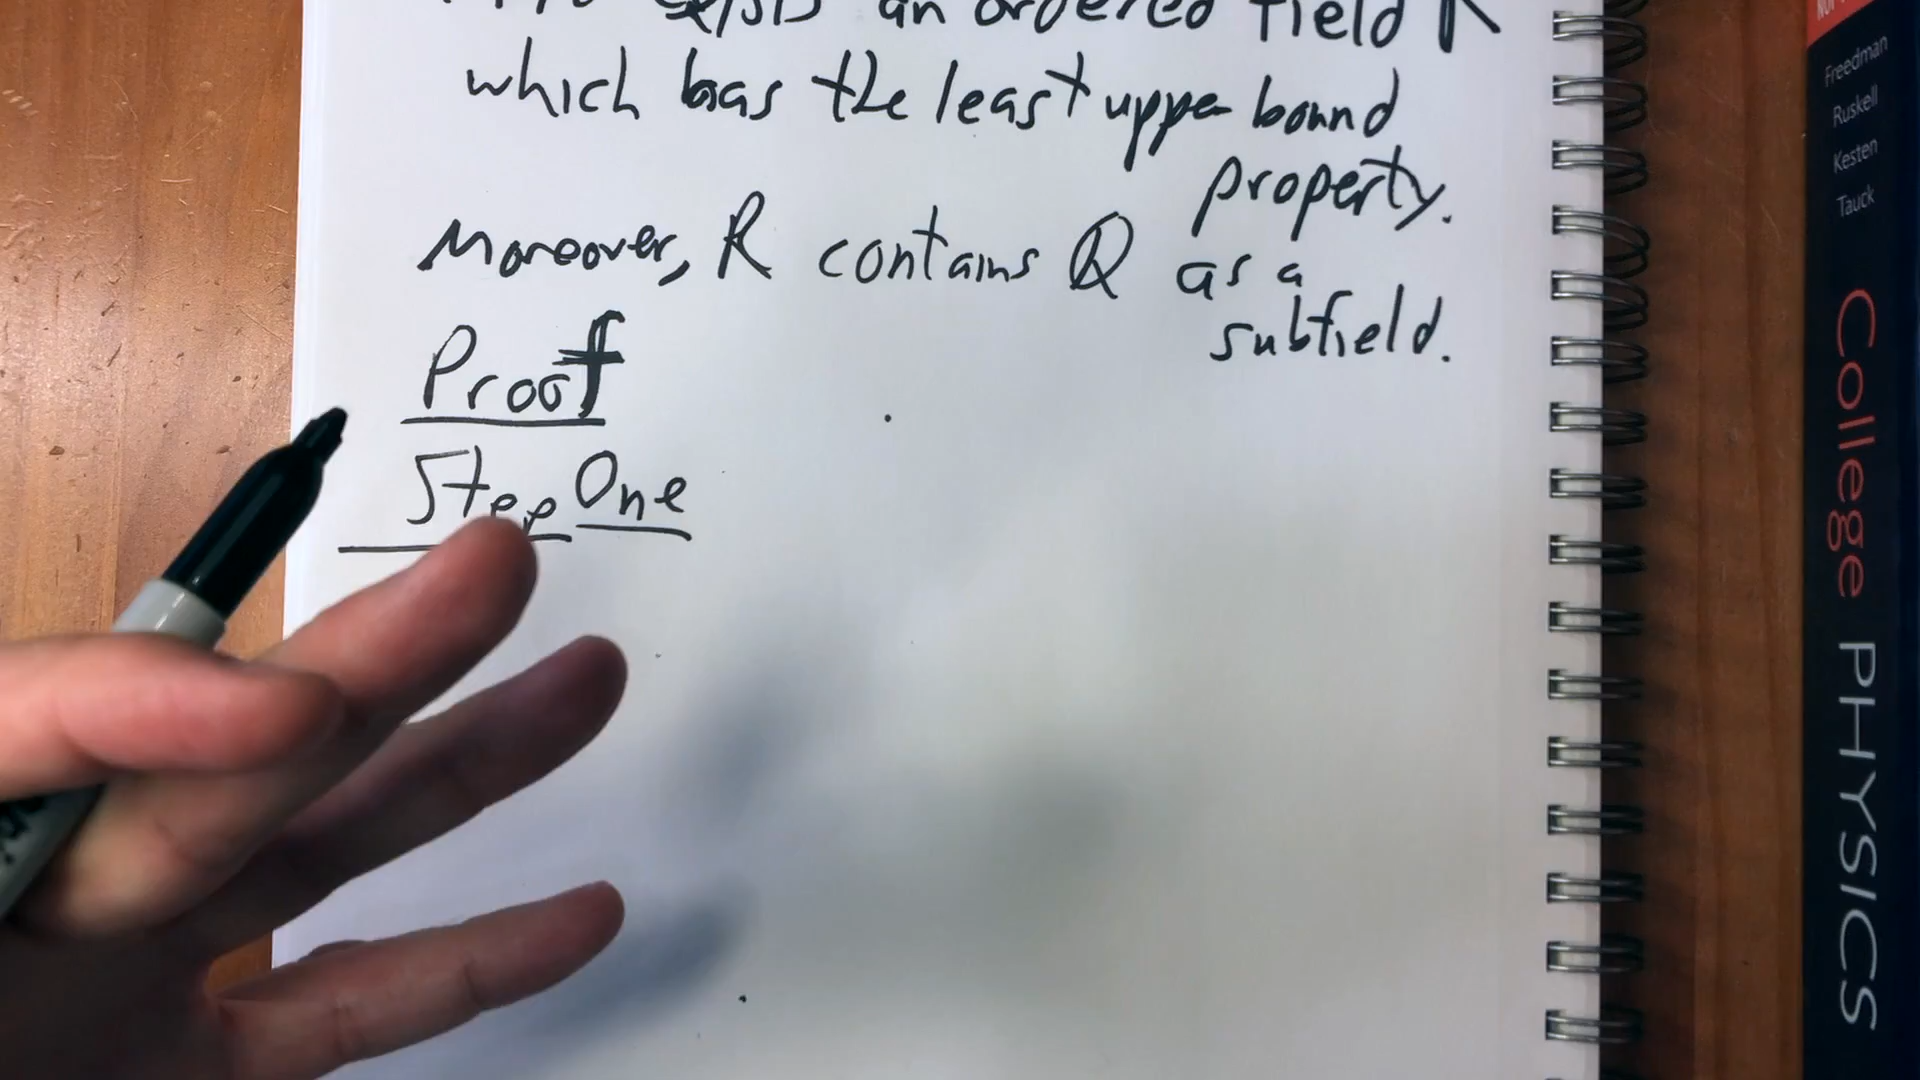 exists an ordered field R
which has the least upper bound
property.
Moreover, R contains Q as a
subfield.
Proof
Step One
Freedman
Ruskell
Kesten
Tauck
College PHYSICS